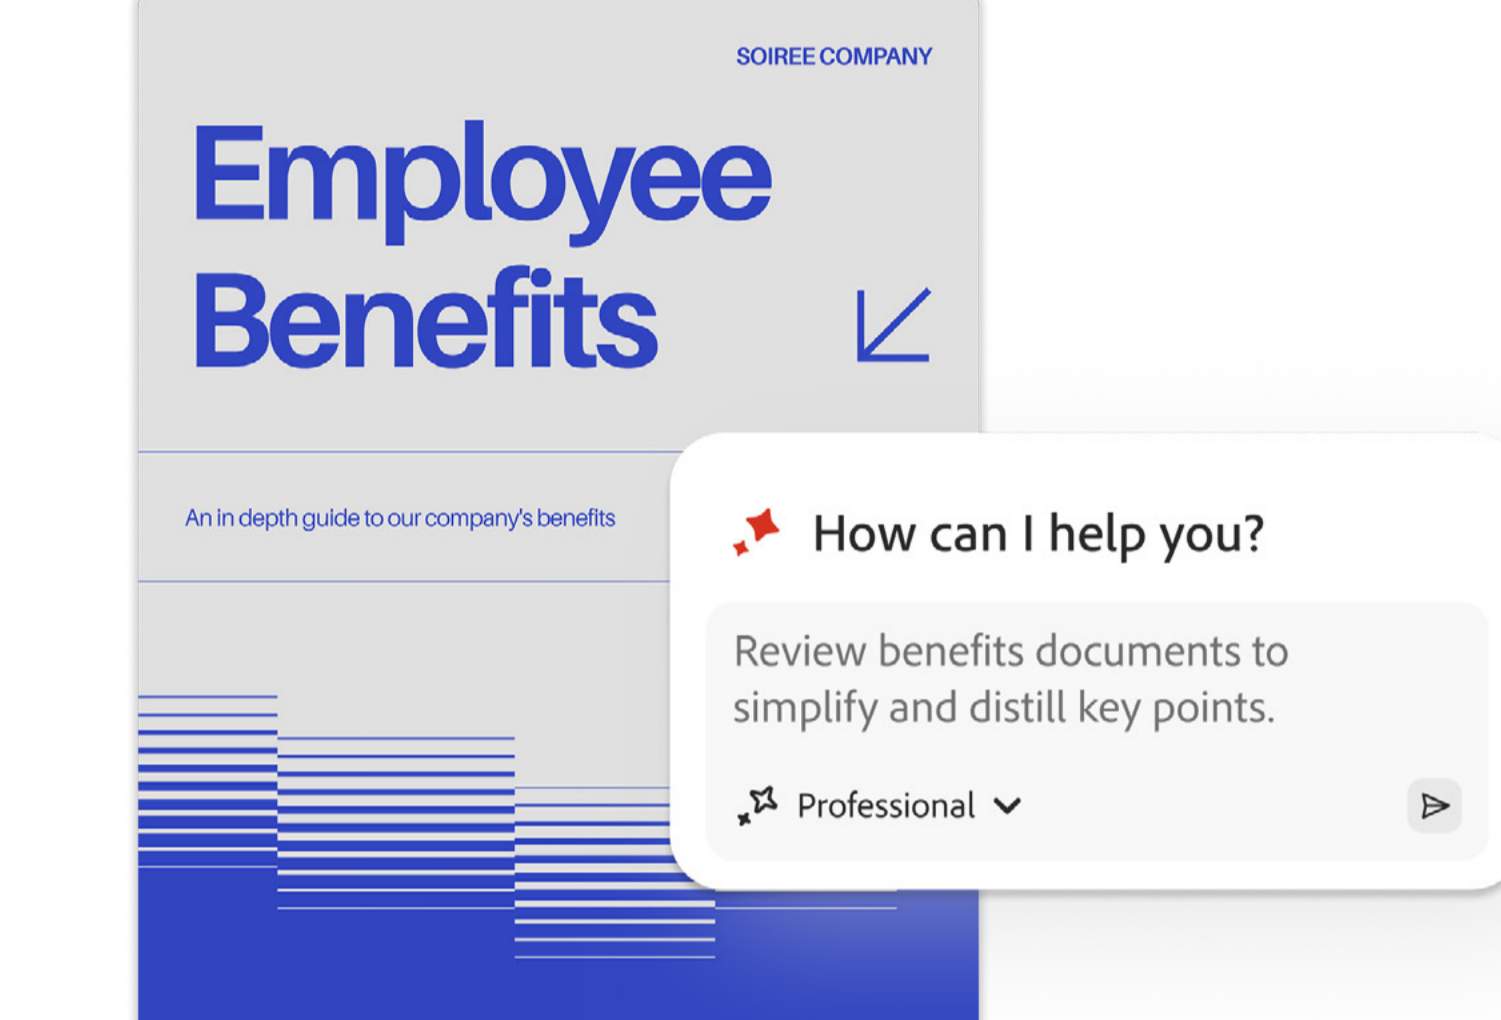 SOIREE COMPANY
Employee
Benefits
An in depth guide to our company's benefits
How can I help you?
Review benefits documents to
simplify and distill key points.
Professional